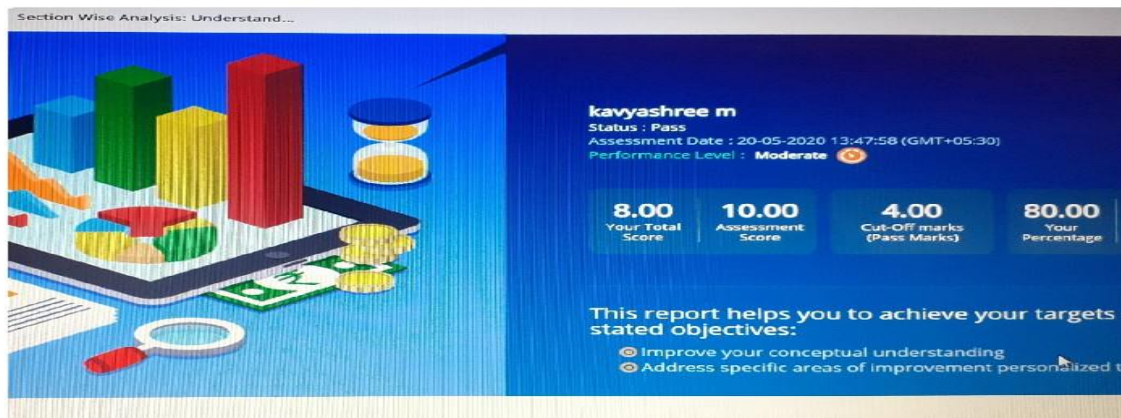 Section Wise Analysis: Understand...
kavyashree m
Status : Pass
Assessment Date : 20-05-2020 13:47:58 (GMT+05:30)
Performance Level : Moderate
8.00
Your Total
Score
10.00
Assessment
Score
4.00
Cut-Off marks
(Pass Marks)
80.00
Your
Percentage
This report helps you to achieve your targets
stated objectives:
Improve your conceptual understanding
Address specific areas of improvement personalized t